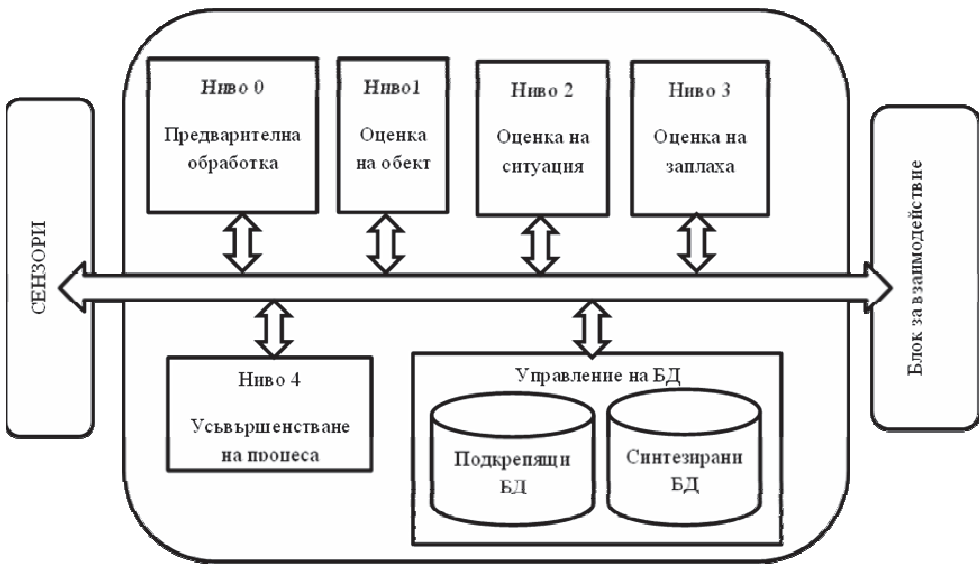 СЕНЗОРИ
Ниво 0
Предварителна
обработка
Ниво1
Оценка
на обект
Ниво 2
Оценка на
ситуация
Ниво 3
Оценка на
заплаха
Ниво 4
Усъвършенстване
на процеса
Управление на БД
Подкрепящи
БД
Синтезирани
БД
Блок за взаимодействие